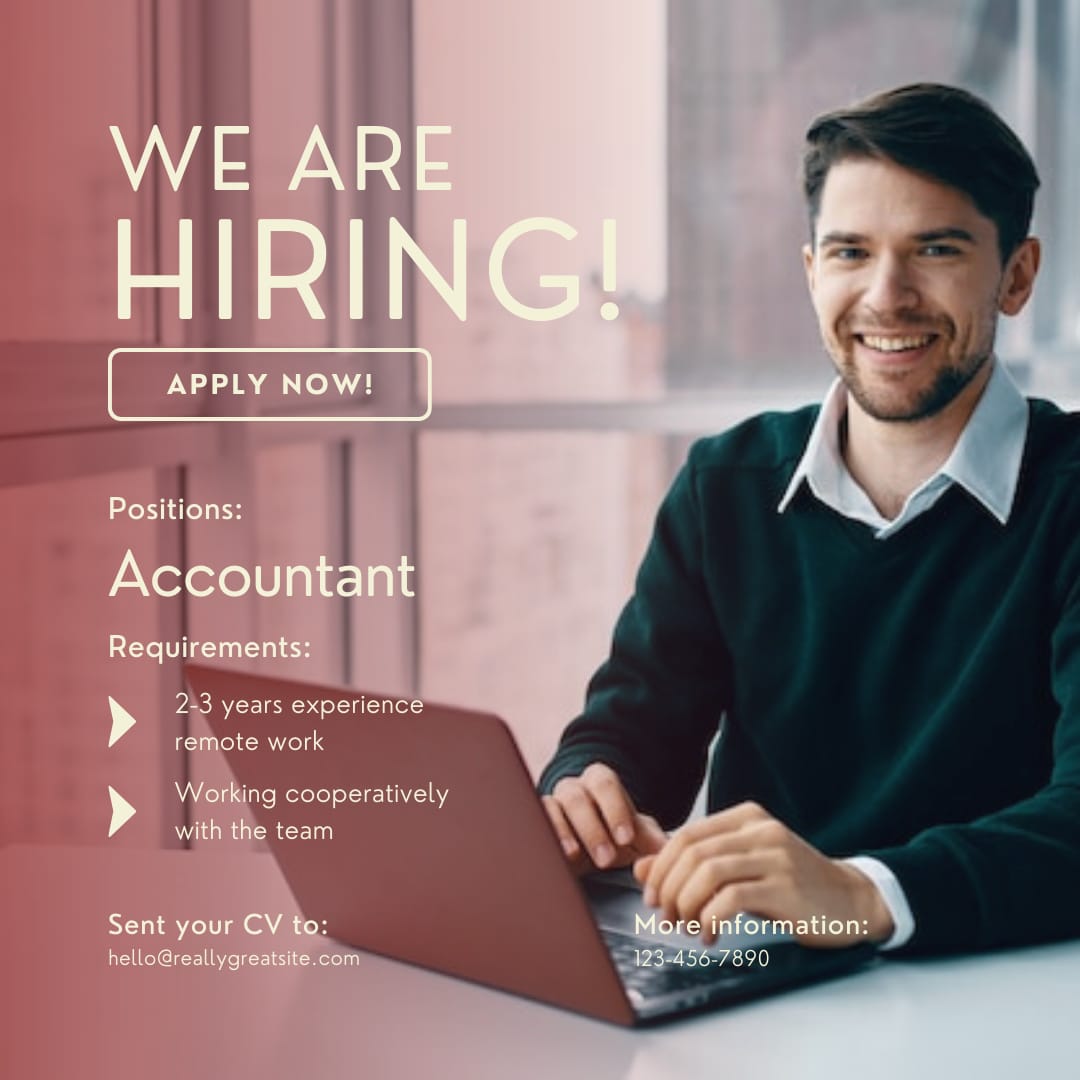 WE ARE
HIRING!
APPLY NOW!
Positions:
Accountant
Requirements:
2-3 years experience
remote work
Working cooperatively
with the team
Sent your CV to:
hello@reallygreatsite.com
More information:
123-456-7890